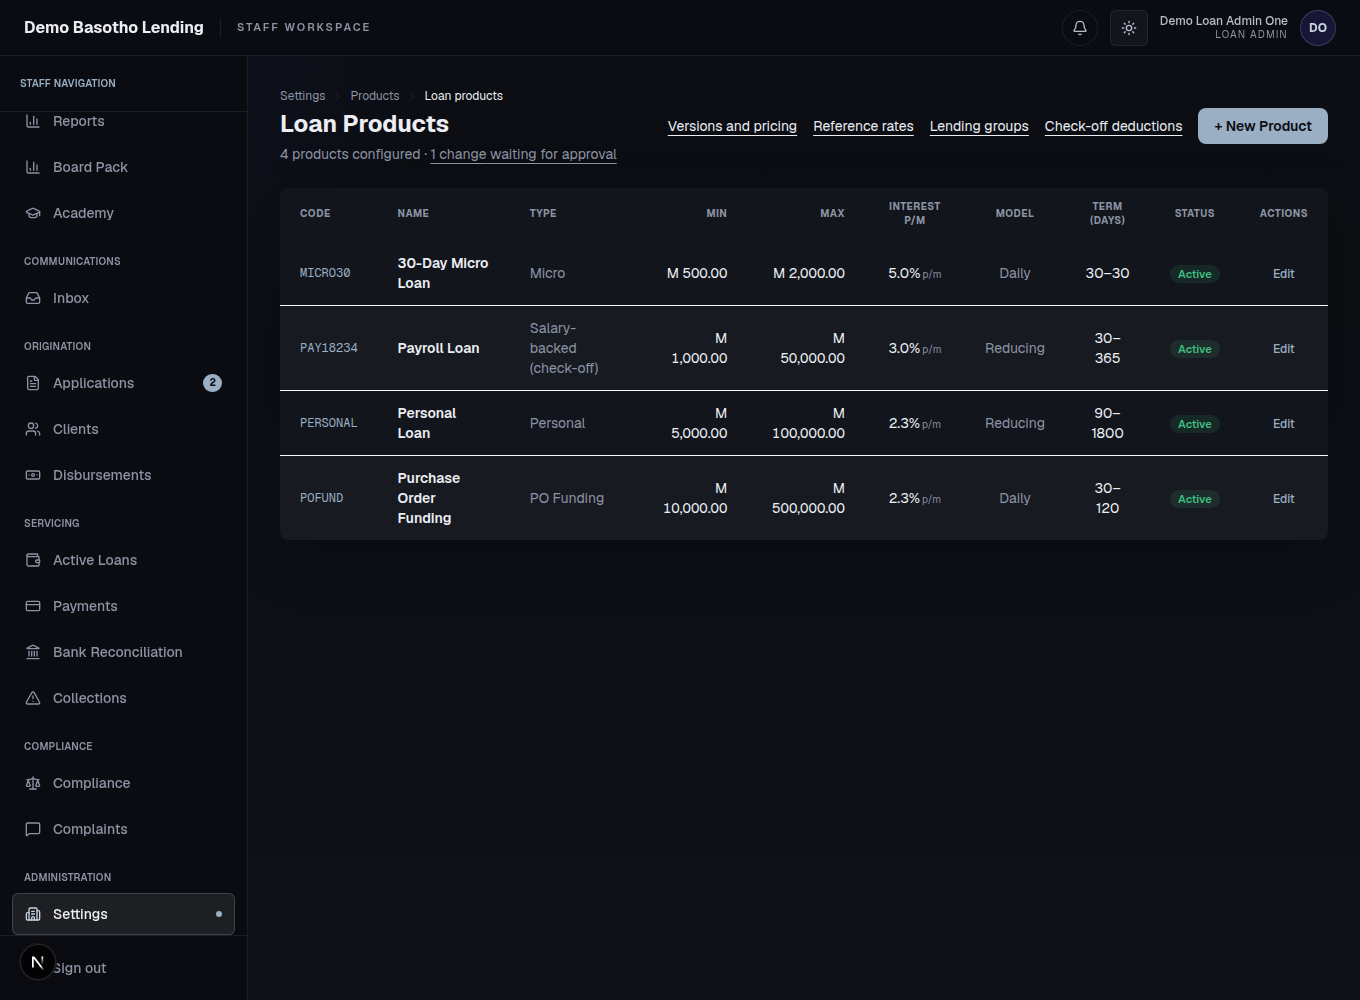 Demo Basotho Lending
STAFF WORKSPACE
Demo Loan Admin One
LOAN ADMIN
DO
STAFF NAVIGATION
Reports
Board Pack
Academy
COMMUNICATIONS
Inbox
ORIGINATION
Applications 2
Clients
Disbursements
SERVICING
Active Loans
Payments
Bank Reconciliation
Collections
COMPLIANCE
Compliance
Complaints
ADMINISTRATION
Settings
N
Sign out
Settings > Products > Loan products
Loan Products
4 products configured · 1 change waiting for approval
Versions and pricing Reference rates Lending groups Check-off deductions + New Product
CODE NAME TYPE MIN MAX INTEREST P/M MODEL TERM (DAYS) STATUS ACTIONS
MICRO30 30-Day Micro Loan Micro M 500.00 M 2,000.00 5.0% p/m Daily 30–30 Active Edit
PAY18234 Payroll Loan Salary-backed (check-off) M 1,000.00 M 50,000.00 3.0% p/m Reducing 30–365 Active Edit
PERSONAL Personal Loan Personal M 5,000.00 M 100,000.00 2.3% p/m Reducing 90–1800 Active Edit
POFUND Purchase Order Funding PO Funding M 10,000.00 M 500,000.00 2.3% p/m Daily 30–120 Active Edit